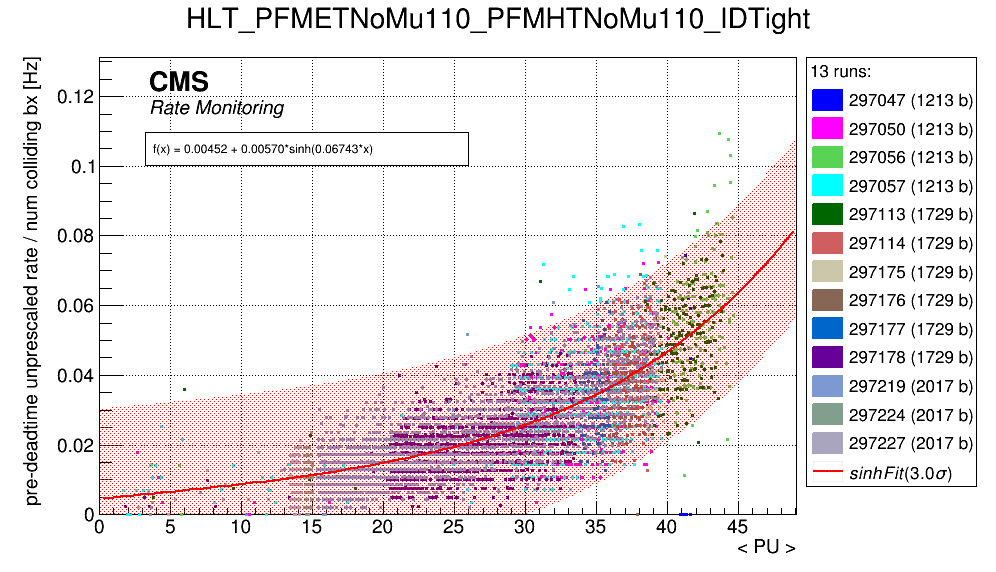 HLT_PFMETNoMu110_PFMHTNoMu110_IDTight
pre-deadtime unprescaled rate / num colliding bx [Hz]
CMS
Rate Monitoring
f(x) = 0.00452 + 0.00570*sinh(0.06743*x)
0.12
0.1
0.08
0.06
0.04
0.02
0
0 5 10 15 20 25 30 35 40 45
< PU >
13 runs:
297047 (1213 b)
297050 (1213 b)
297056 (1213 b)
297057 (1213 b)
297113 (1729 b)
297114 (1729 b)
297175 (1729 b)
297176 (1729 b)
297177 (1729 b)
297178 (1729 b)
297219 (2017 b)
297224 (2017 b)
297227 (2017 b)
sinhFit(3.0σ)